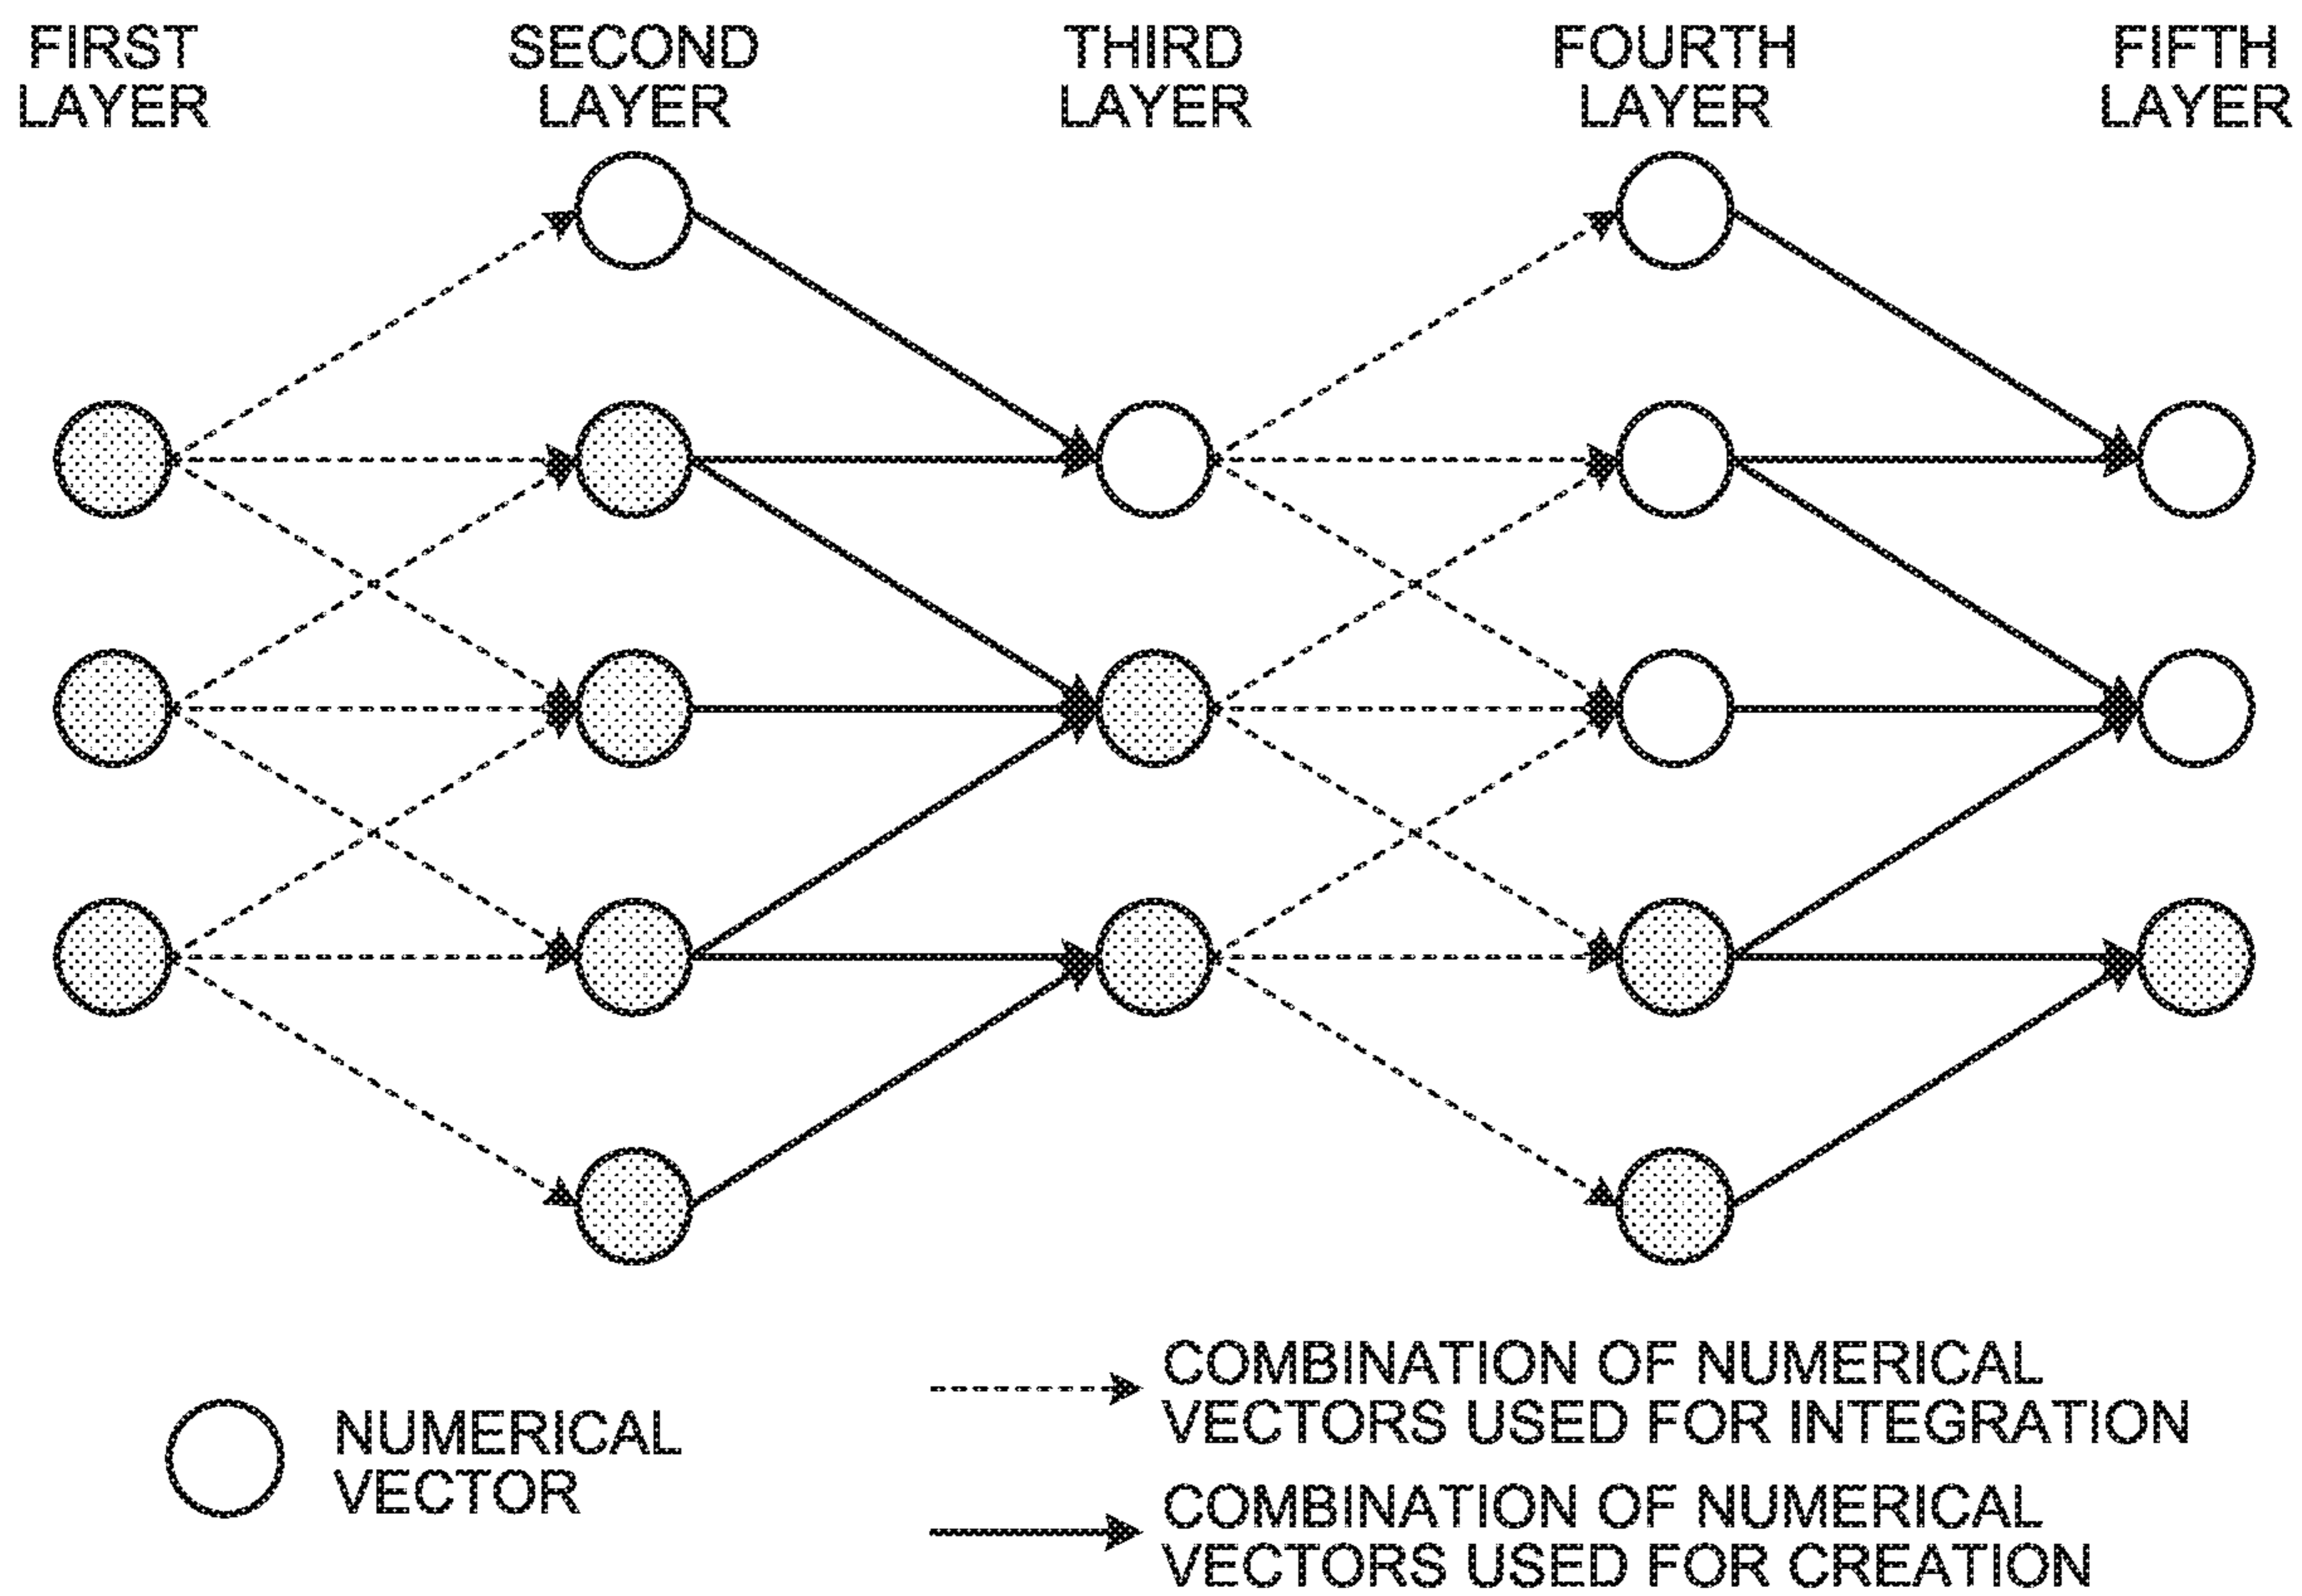 FIRST
LAYER
SECOND
LAYER
THIRD
LAYER
FOURTH
LAYER
FIFTH
LAYER
NUMERICAL
VECTOR
COMBINATION OF NUMERICAL
VECTORS USED FOR INTEGRATION
COMBINATION OF NUMERICAL
VECTORS USED FOR CREATION